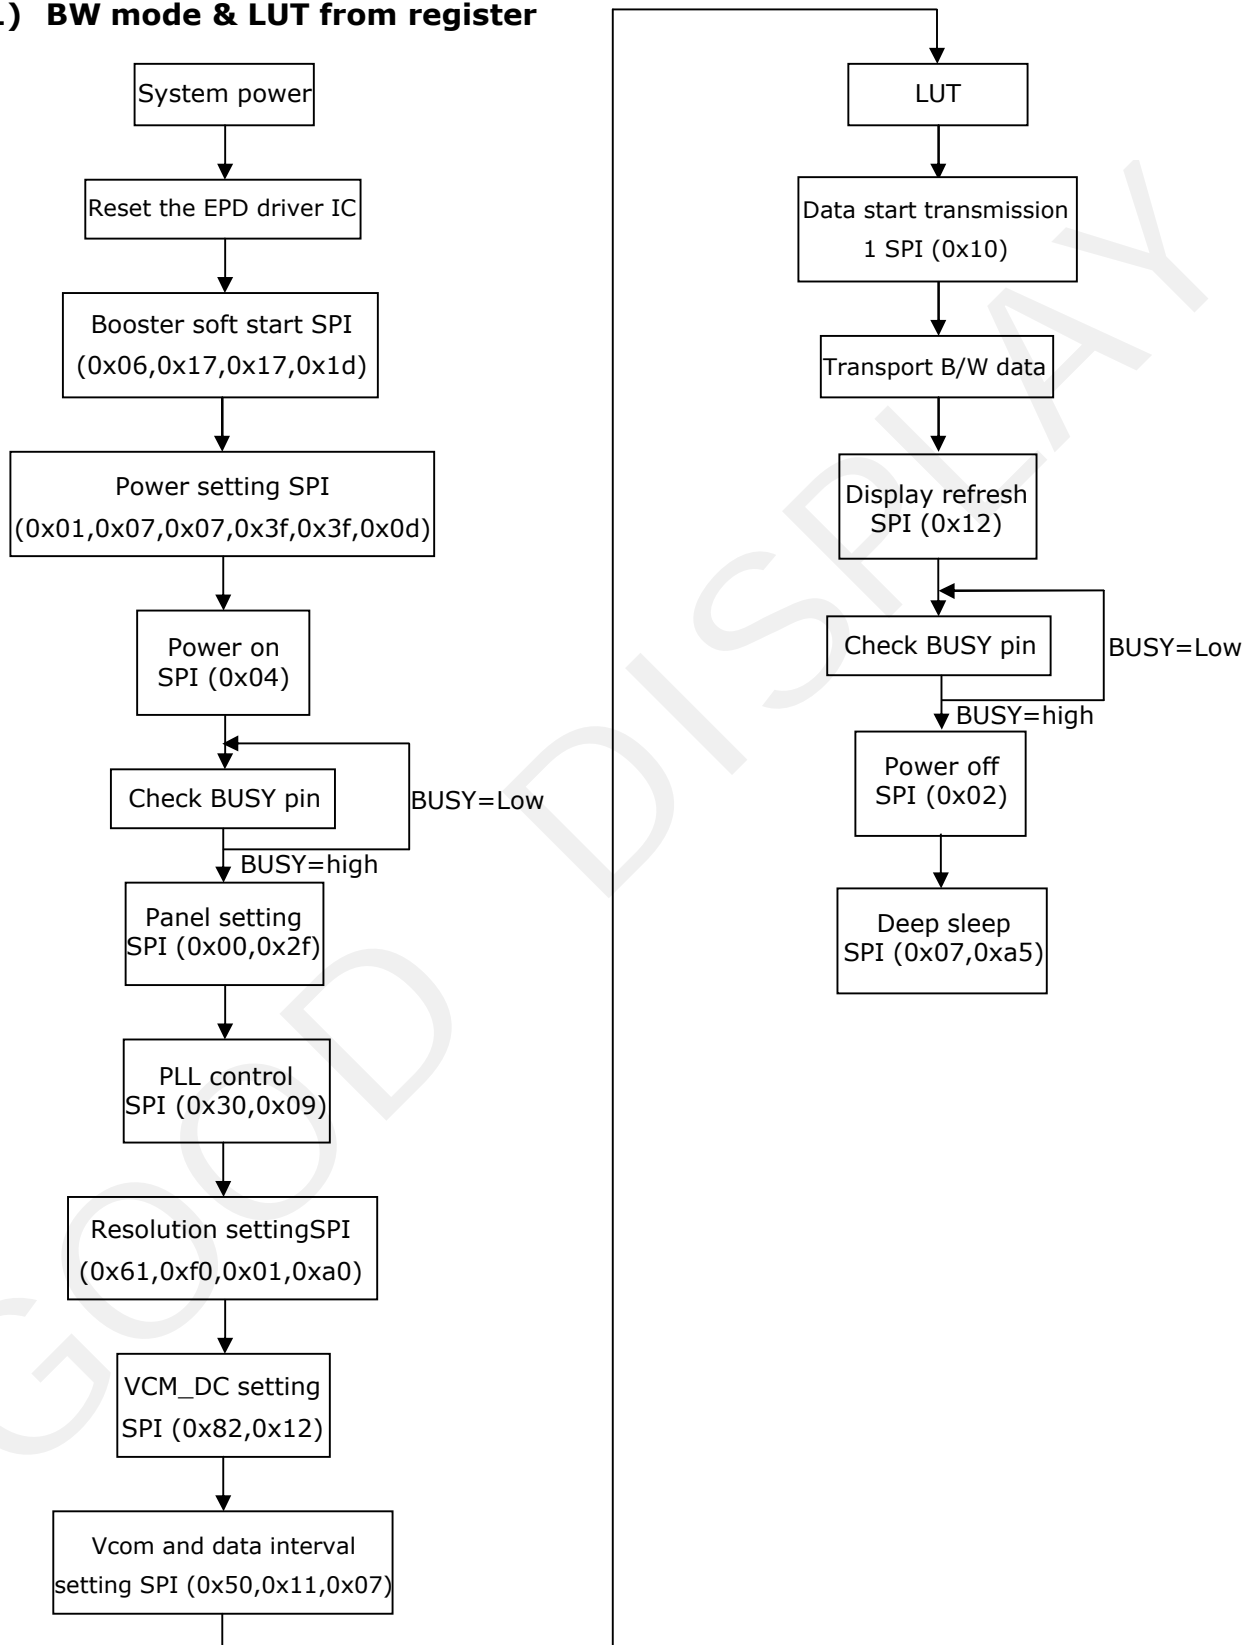 ) BW mode & LUT from register
System power
Reset the EPD driver IC
Booster soft start SPI
(0x06,0x17,0x17,0x1d)
Power setting SPI
(0x01,0x07,0x07,0x3f,0x3f,0x0d)
Power on
SPI (0x04)
Check BUSY pin
BUSY=Low
BUSY=high
Panel setting
SPI (0x00,0x2f)
PLL control
SPI (0x30,0x09)
Resolution settingSPI
(0x61,0xf0,0x01,0xa0)
VCM_DC setting
SPI (0x82,0x12)
Vcom and data interval
setting SPI (0x50,0x11,0x07)
LUT
Data start transmission
1 SPI (0x10)
Transport B/W data
Display refresh
SPI (0x12)
Check BUSY pin
BUSY=Low
BUSY=high
Power off
SPI (0x02)
Deep sleep
SPI (0x07,0xa5)
GOOD DISPLAY